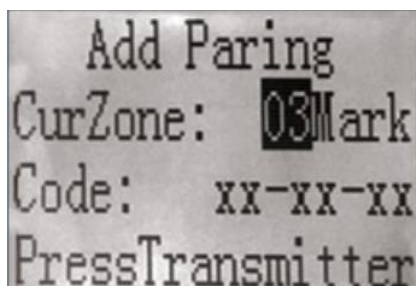 Add Paring
CurZone: 03Mark
Code: xx-xx-xx
PressTransmitter